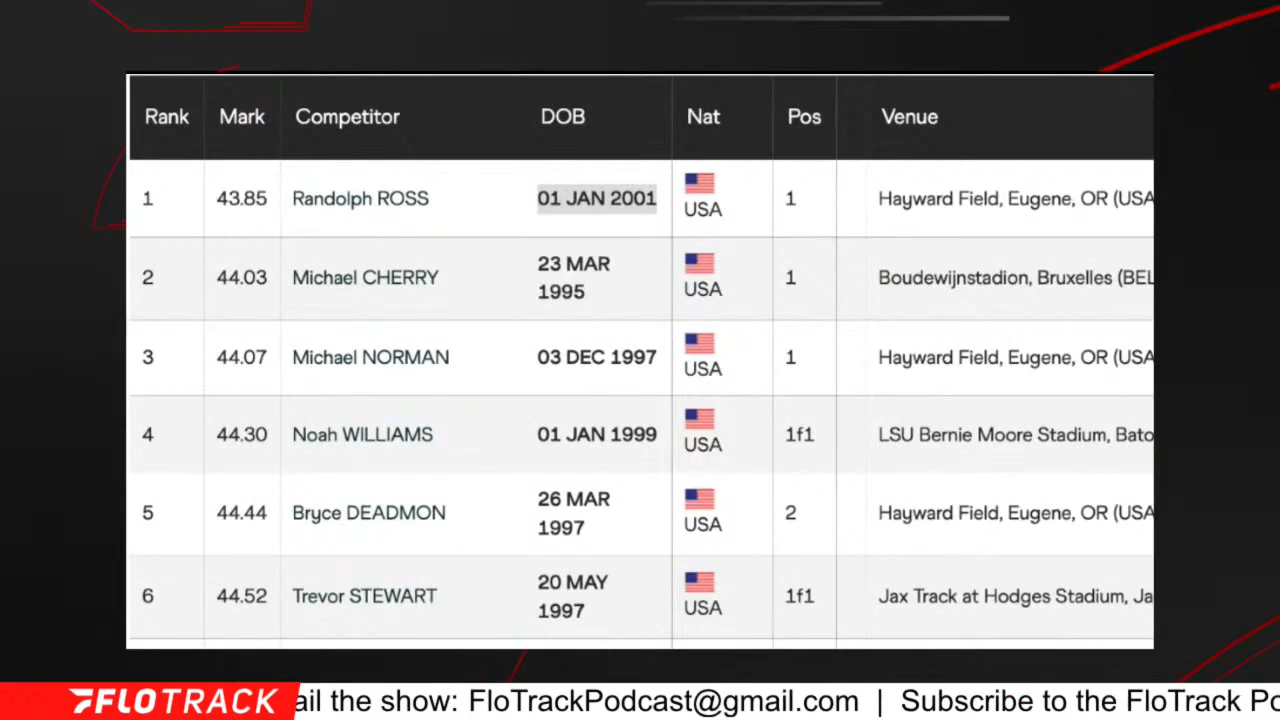 Rank Mark Competitor DOB Nat Pos Venue
1 43.85 Randolph ROSS 01 JAN 2001 USA 1 Hayward Field, Eugene, OR (USA
2 44.03 Michael CHERRY 23 MAR 1995 USA 1 Boudewijnstadion, Bruxelles (BEL
3 44.07 Michael NORMAN 03 DEC 1997 USA 1 Hayward Field, Eugene, OR (USA
4 44.30 Noah WILLIAMS 01 JAN 1999 USA 1f1 LSU Bernie Moore Stadium, Bato
5 44.44 Bryce DEADMON 26 MAR 1997 USA 2 Hayward Field, Eugene, OR (USA
6 44.52 Trevor STEWART 20 MAY 1997 USA 1f1 Jax Track at Hodges Stadium, Ja
FLOTRACK ail the show: FloTrackPodcast@gmail.com | Subscribe to the FloTrack Po